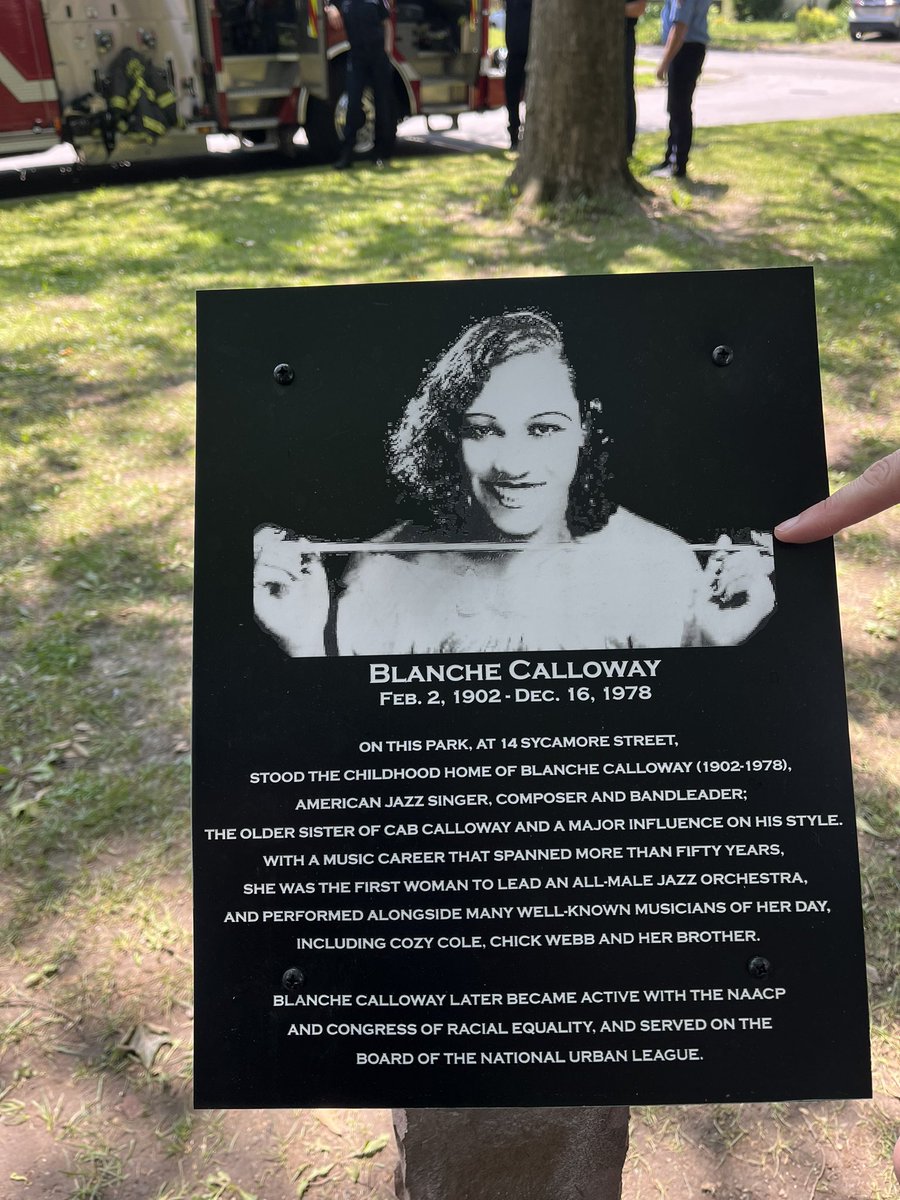 BLANCHE CALLOWAY
FEB. 2, 1902 - DEC. 16, 1978
ON THIS PARK, AT 14 SYCAMORE STREET,
STOOD THE CHILDHOOD HOME OF BLANCHE CALLOWAY (1902-1978),
AMERICAN JAZZ SINGER, COMPOSER AND BANDLEADER;
THE OLDER SISTER OF CAB CALLOWAY AND A MAJOR INFLUENCE ON HIS STYLE.
WITH A MUSIC CAREER THAT SPANNED MORE THAN FIFTY YEARS,
SHE WAS THE FIRST WOMAN TO LEAD AN ALL-MALE JAZZ ORCHESTRA,
AND PERFORMED ALONGSIDE MANY WELL-KNOWN MUSICIANS OF HER DAY,
INCLUDING COZY COLE, CHICK WEBB AND HER BROTHER.
BLANCHE CALLOWAY LATER BECAME ACTIVE WITH THE NAACP
AND CONGRESS OF RACIAL EQUALITY, AND SERVED ON THE
BOARD OF THE NATIONAL URBAN LEAGUE.